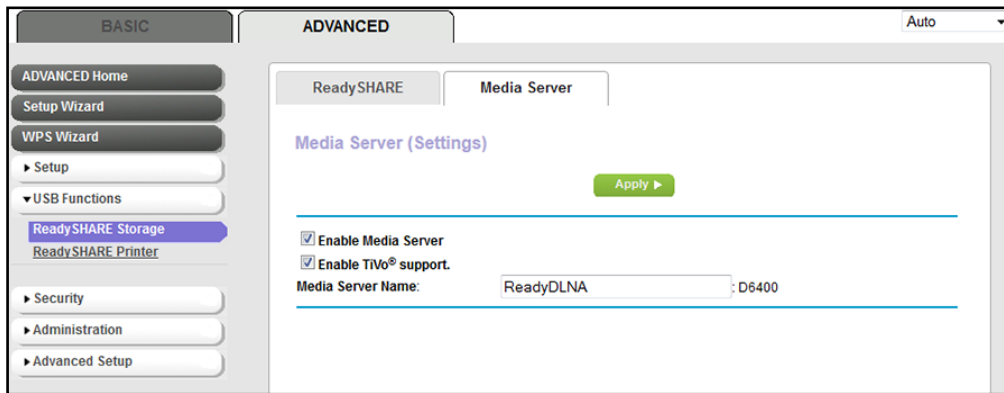 BASIC
ADVANCED
Auto
ADVANCED Home
Setup Wizard
WPS Wizard
Setup
USB Functions
ReadySHARE Storage
ReadySHARE Printer
Security
Administration
Advanced Setup
ReadySHARE
Media Server
Media Server (Settings)
Apply
Enable Media Server
Enable TiVo® support.
Media Server Name: ReadyDLNA : D6400